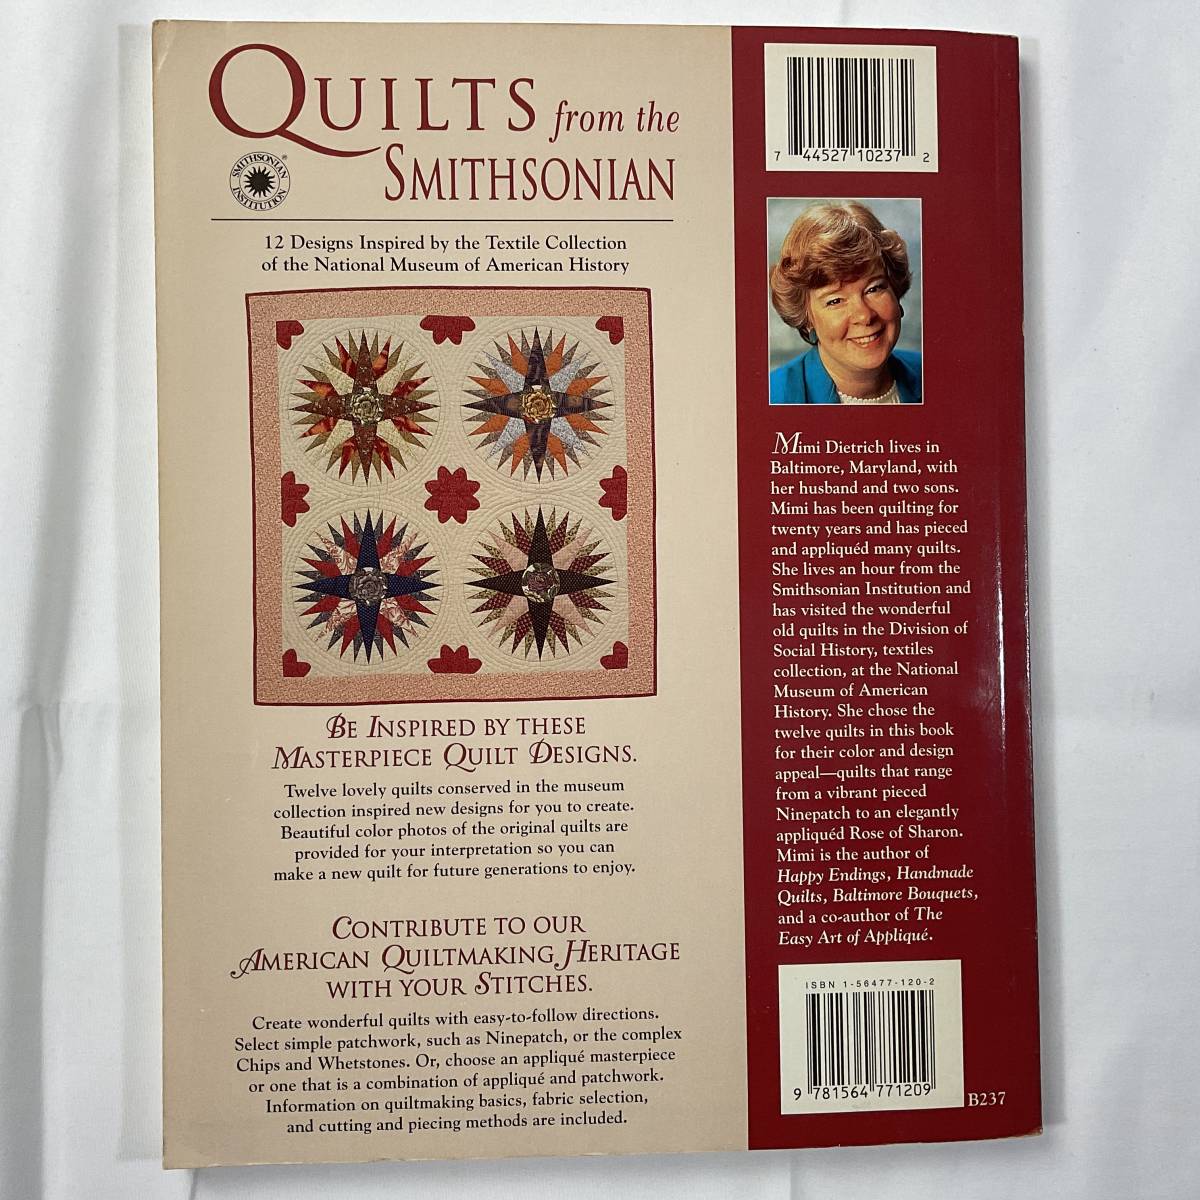 QUILTS from the
SMITHSONIAN
SMITHSONIAN
INSTITUTION
®
12 Designs Inspired by the Textile Collection
of the National Museum of American History
BE INSPIRED BY THESE
MASTERPIECE QUILT DESIGNS.
Twelve lovely quilts conserved in the museum
collection inspired new designs for you to create.
Beautiful color photos of the original quilts are
provided for your interpretation so you can
make a new quilt for future generations to enjoy.
CONTRIBUTE TO OUR
AMERICAN QUILTMAKING HERITAGE
WITH YOUR STITCHES.
Create wonderful quilts with easy-to-follow directions.
Select simple patchwork, such as Ninepatch, or the complex
Chips and Whetstones. Or, choose an appliqué masterpiece
or one that is a combination of appliqué and patchwork.
Information on quiltmaking basics, fabric selection,
and cutting and piecing methods are included.
7 44527 10237 2
Mimi Dietrich lives in
Baltimore, Maryland, with
her husband and two sons.
Mimi has been quilting for
twenty years and has pieced
and appliquéd many quilts.
She lives an hour from the
Smithsonian Institution and
has visited the wonderful
old quilts in the Division of
Social History, textiles
collection, at the National
Museum of American
History. She chose the
twelve quilts in this book
for their color and design
appeal—quilts that range
from a vibrant pieced
Ninepatch to an elegantly
appliquéd Rose of Sharon.
Mimi is the author of
Happy Endings, Handmade
Quilts, Baltimore Bouquets,
and a co-author of The
Easy Art of Appliqué.
ISBN 1-56477-120-2
9 781564 771209
B237